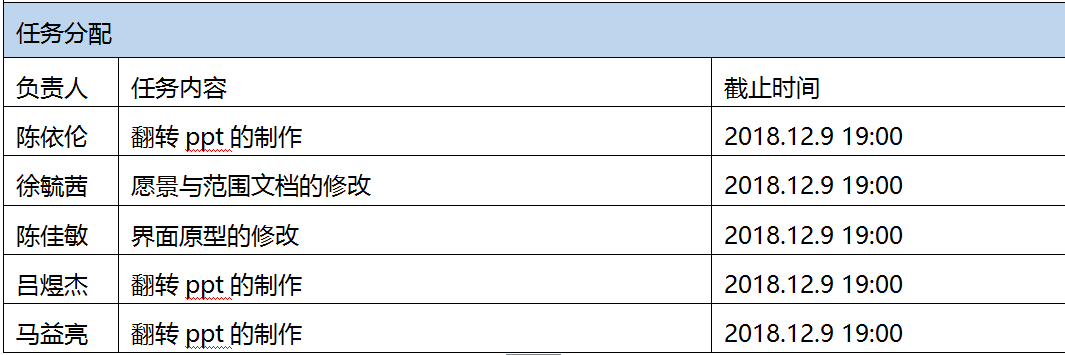 任务分配
负责人 任务内容 截止时间
陈依伦 翻转 ppt 的制作 2018.12.9 19:00
徐毓茜 愿景与范围文档的修改 2018.12.9 19:00
陈佳敏 界面原型的修改 2018.12.9 19:00
吕煜杰 翻转 ppt 的制作 2018.12.9 19:00
马益亮 翻转 ppt 的制作 2018.12.9 19:00